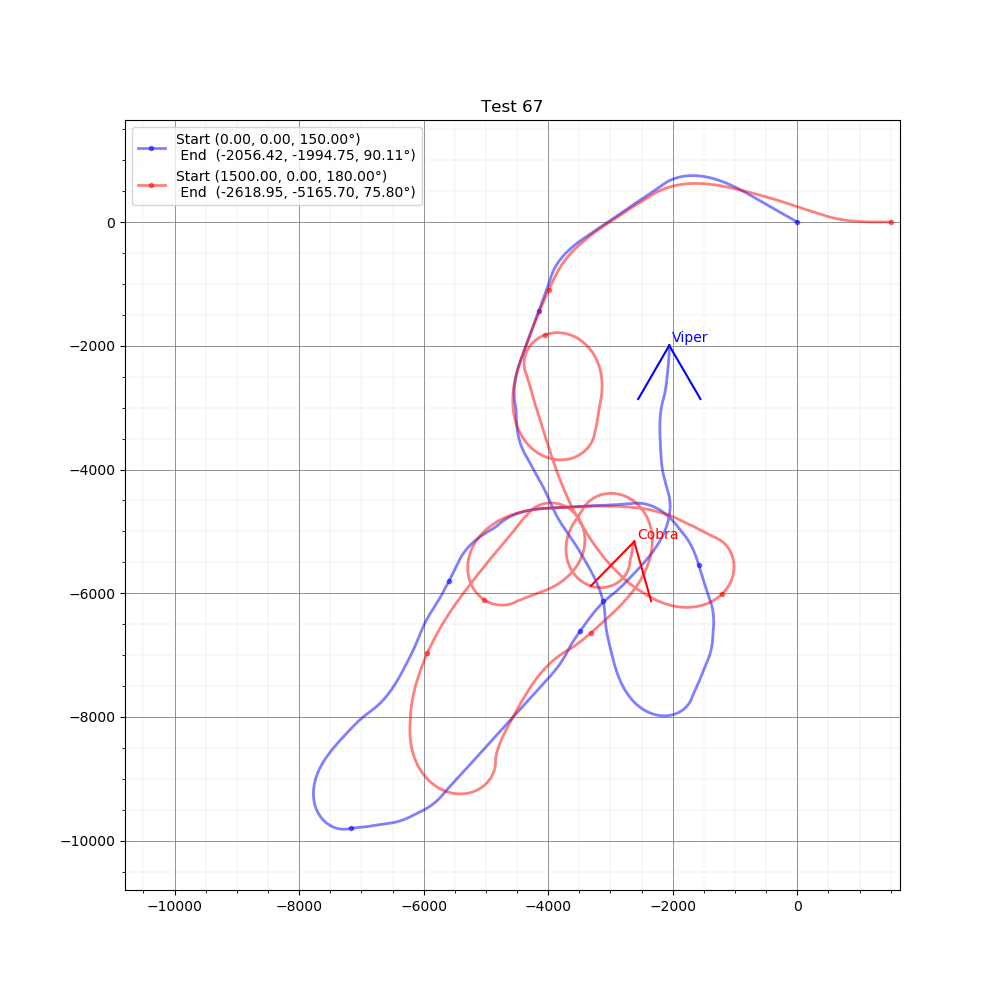 Test 67
Start (0.00, 0.00, 150.00°)
End  (-2056.42, -1994.75, 90.11°)
Start (1500.00, 0.00, 180.00°)
End  (-2618.95, -5165.70, 75.80°)
0
−2000
−4000
−6000
−8000
−10000
Viper
Cobra
−10000 −8000 −6000 −4000 −2000 0